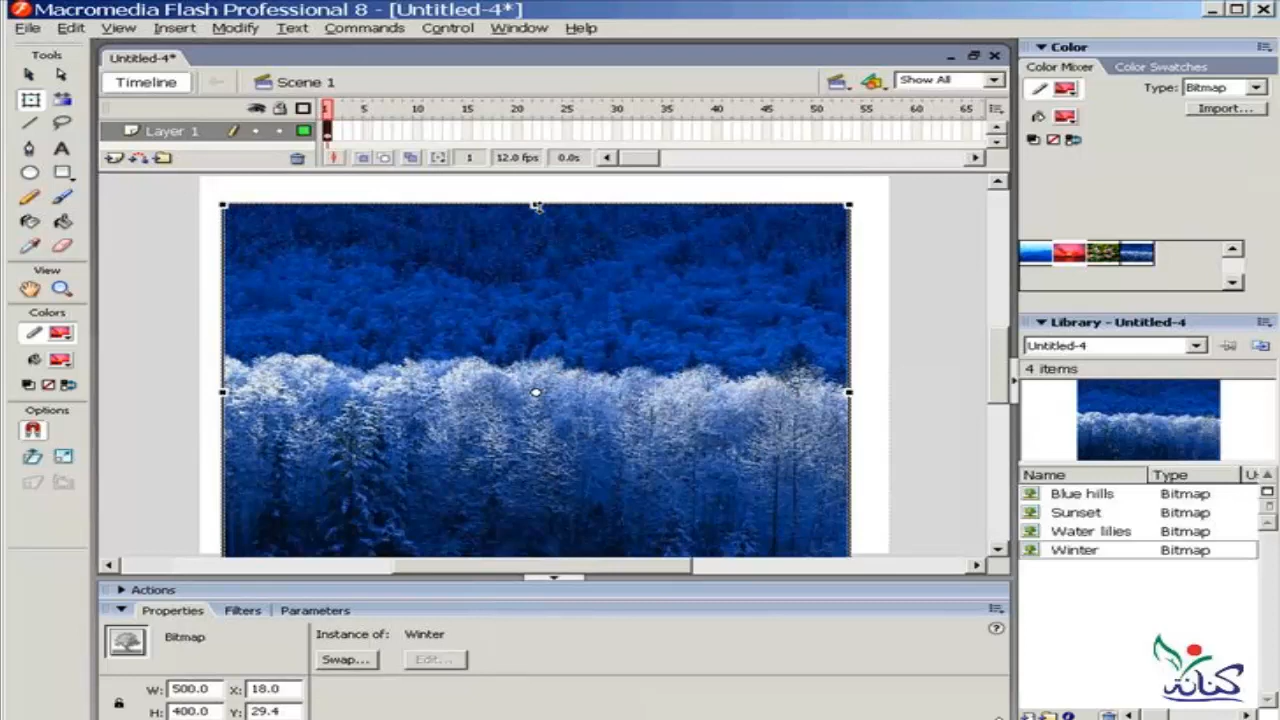 Macromedia Flash Professional 8 - [Untitled-4*]
File Edit View Insert Modify Text Commands Control Window Help
Tools
Untitled-4*
Timeline
Scene 1
Show All
1 5 10 15 20 25 30 35 40 45 50 55 60 65
Layer 1
1 12.0 fps 0.0s
View
Colors
Options
Color
Color Mixer Color Swatches
Type: Bitmap
Import...
Library - Untitled-4
Untitled-4
4 items
Name Type
Blue hills Bitmap
Sunset Bitmap
Water lilies Bitmap
Winter Bitmap
Actions
Properties Filters Parameters
Bitmap
Instance of: Winter
Swap... Edit...
W: 500.0 X: 18.0
H: 400.0 Y: 29.4
كنانة